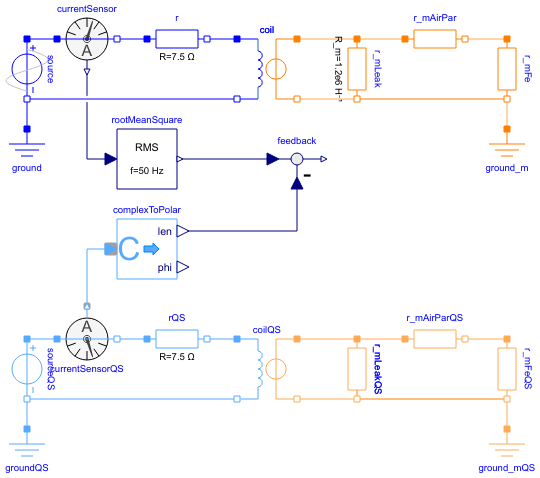 currentSensor
A
source
+
r
R=7.5 Ω
coil
R_m=1.2e6 H⁻¹
r_mLeak
r_mAirPar
r_mFe
ground
ground_m
rootMeanSquare
RMS
f=50 Hz
feedback
complexToPolar
C
len
phi
A
currentSensorQS
sourceQS
+
rQS
R=7.5 Ω
coilQS
r_mLeakQS
r_mAirParQS
r_mFeQS
groundQS
ground_mQS